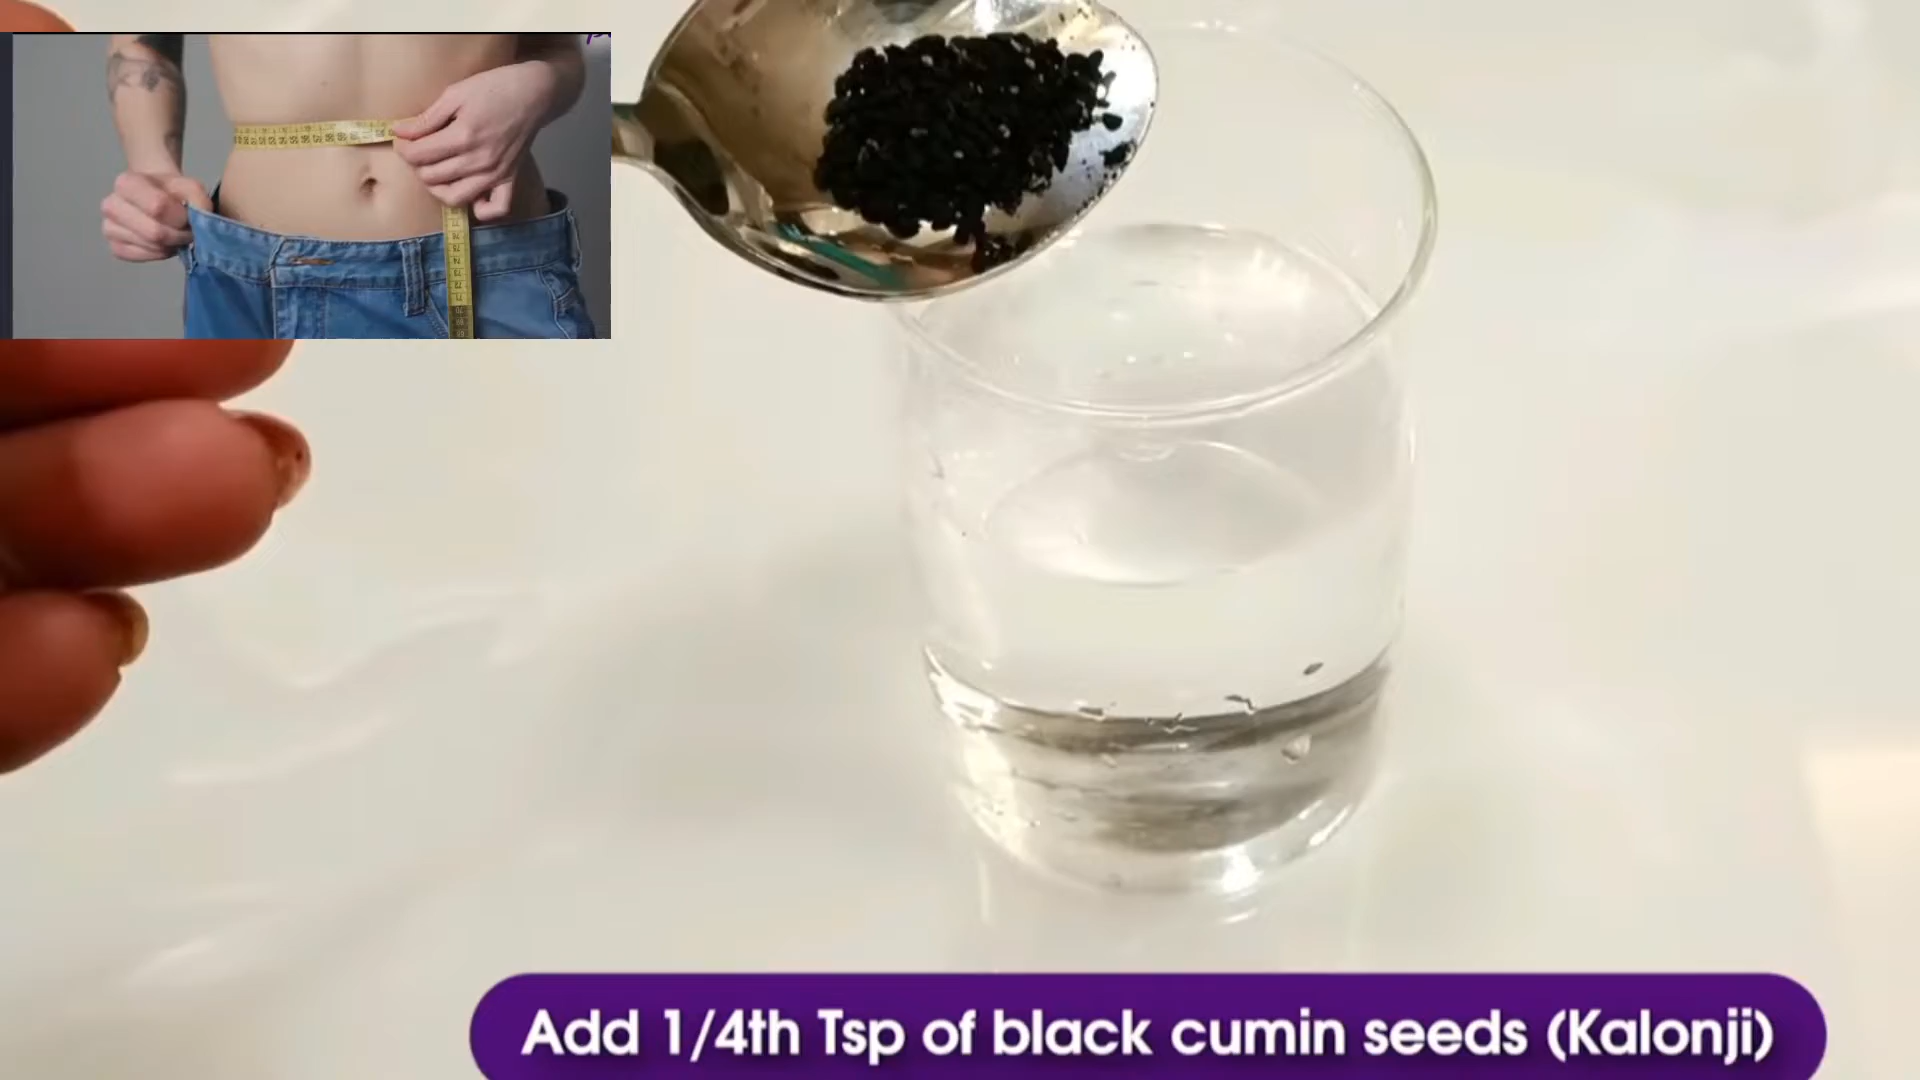 Add 1/4th Tsp of black cumin seeds (Kalonji)